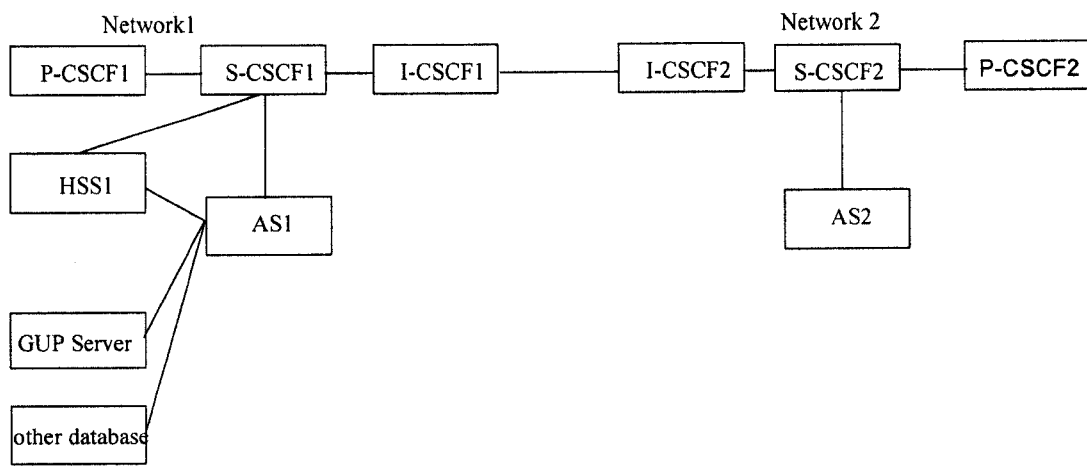 Network1
Network 2
P-CSCF1
S-CSCF1
I-CSCF1
I-CSCF2
S-CSCF2
P-CSCF2
HSS1
AS1
AS2
GUP Server
other database